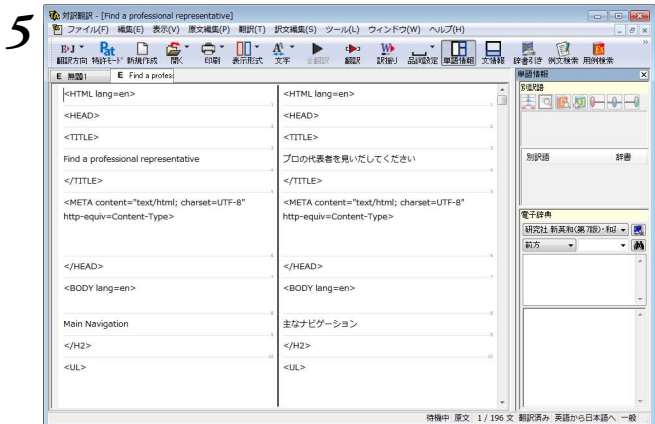 5
対訳翻訳 - [Find a professional representative]
ファイル(F) 編集(E) 表示(V) 原文編集(P) 翻訳(T) 訳文編集(S) ツール(L) ウィンドウ(W) ヘルプ(H)
翻訳方向 特許モード 新規作成 開く 印刷 表示形式 文字 全翻訳 翻訳 訳振り 品詞設定 単語情報 文情報 辞書引き 例文検索 用例検索
E 無題1 E Find a profes
<HTML lang=en> <HTML lang=en>
<HEAD> <HEAD>
<TITLE> <TITLE>
Find a professional representative プロの代表者を見いだしてください
</TITLE> </TITLE>
<META content="text/html; charset=UTF-8" <META content="text/html; charset=UTF-8"
http-equiv=Content-Type> http-equiv=Content-Type>
</HEAD> </HEAD>
<BODY lang=en> <BODY lang=en>
Main Navigation 主なナビゲーション
</H2> </H2>
<UL> <UL>
単語情報
別訳語
別訳語 辞書
電子辞典
研究社 新英和(第7版)・和
前方
待機中 原文 1 / 196 文 翻訳済み 英語から日本語へ 一般